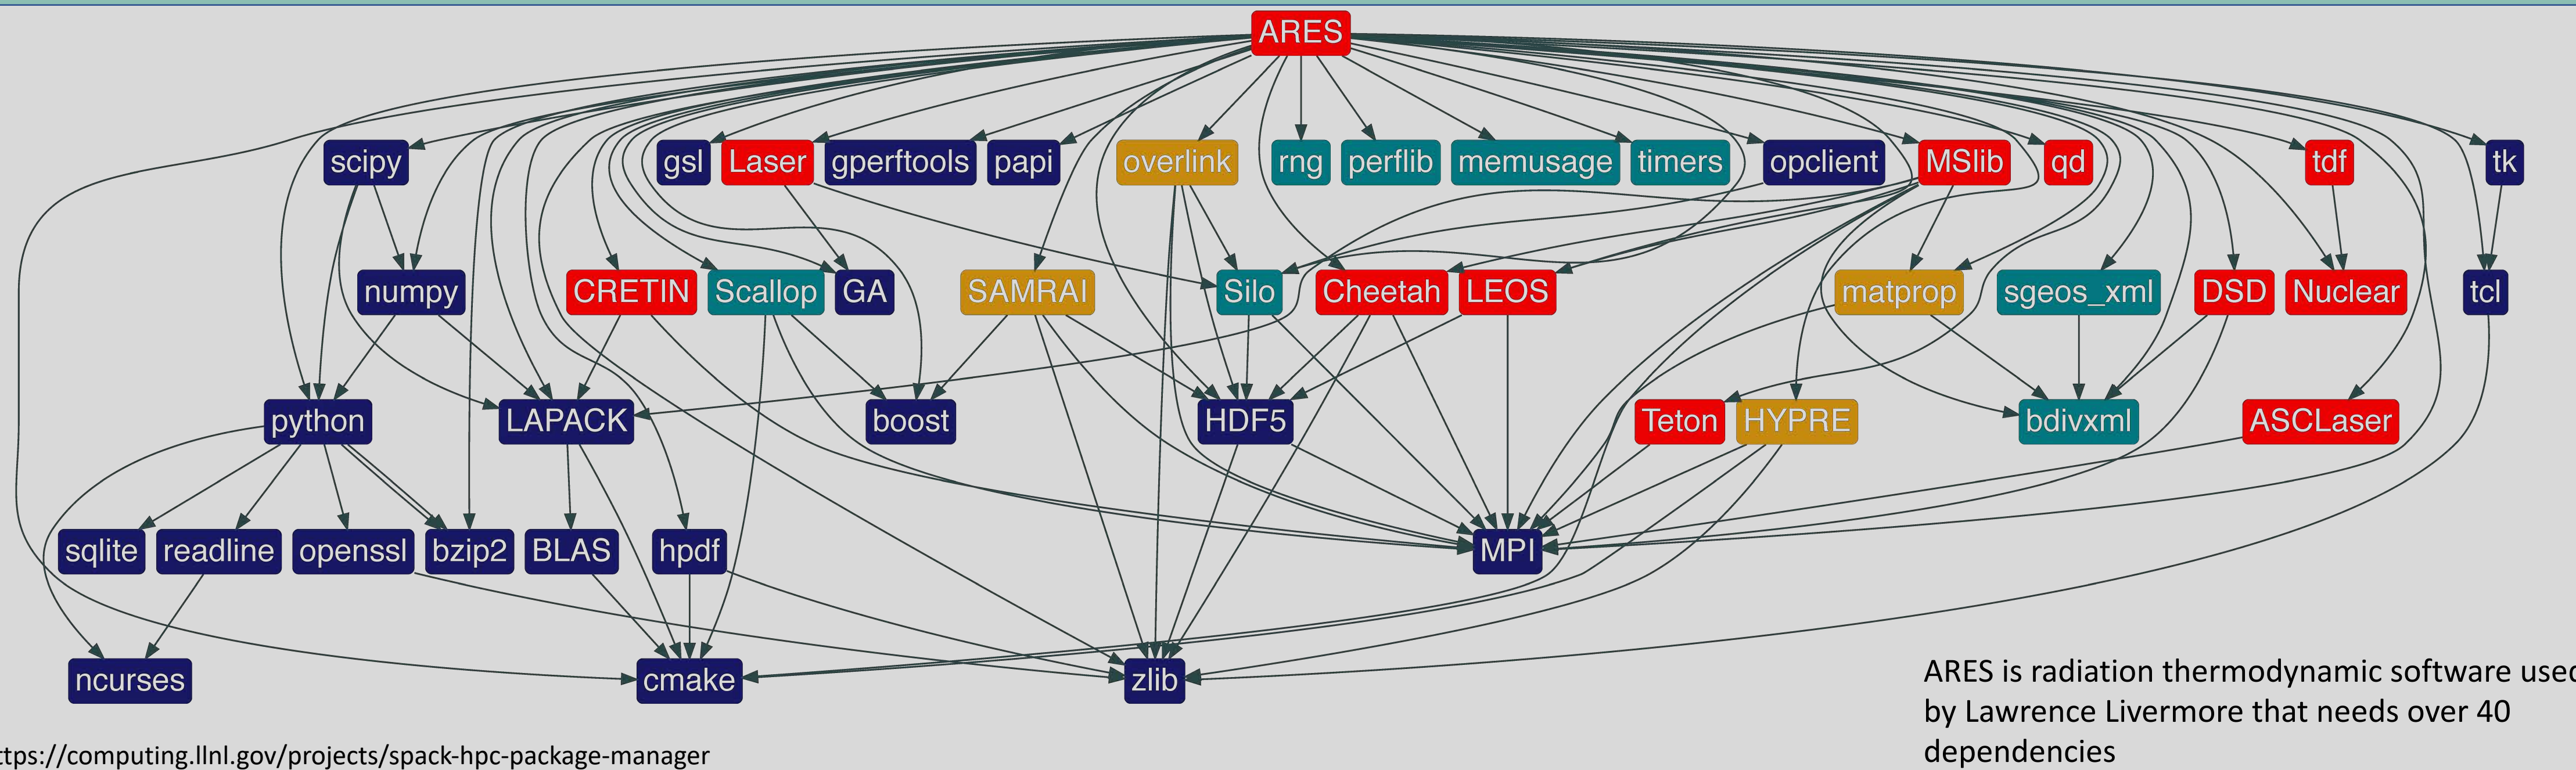 ARES
scipy
gsl
Laser
gperftools
papi
overlink
rng
perflib
memusage
timers
opclient
MSlib
qd
tdf
tk
numpy
CRETIN
Scallop
GA
SAMRAI
Silo
Cheetah
LEOS
matprop
sgeos_xml
DSD
Nuclear
tcl
python
LAPACK
boost
HDF5
Teton
HYPRE
bdivxml
ASCLaser
sqlite
readline
openssl
bzip2
BLAS
hpdf
MPI
ncurses
cmake
zlib
ARES is radiation thermodynamic software used
by Lawrence Livermore that needs over 40
dependencies
ttps://computing.llnl.gov/projects/spack-hpc-package-manager